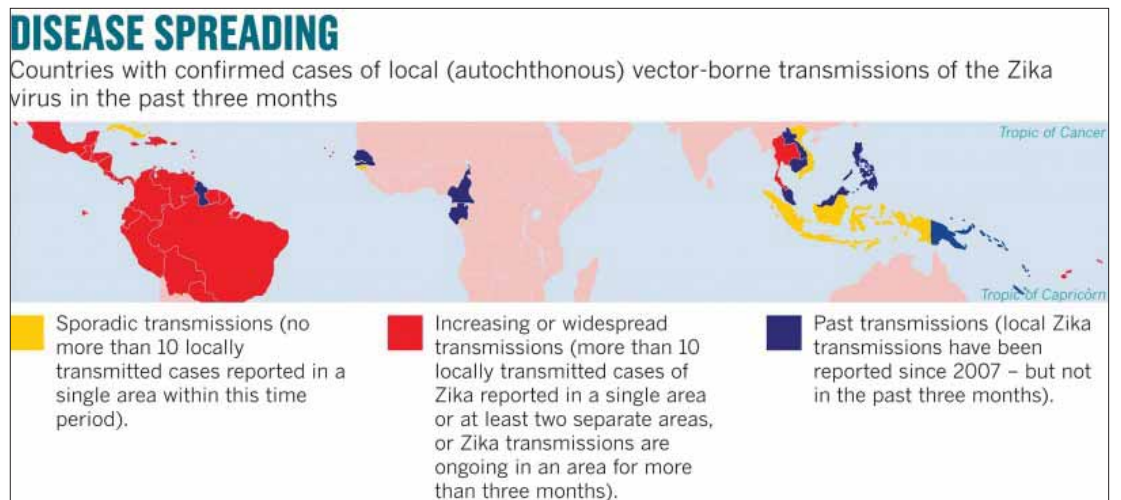 DISEASE SPREADING
Countries with confirmed cases of local (autochthonous) vector-borne transmissions of the Zika
virus in the past three months
Tropic of Cancer
Tropic of Capricorn
Sporadic transmissions (no
more than 10 locally
transmitted cases reported in a
single area within this time
period).
Increasing or widespread
transmissions (more than 10
locally transmitted cases of
Zika reported in a single area
or at least two separate areas,
or Zika transmissions are
ongoing in an area for more
than three months).
Past transmissions (local Zika
transmissions have been
reported since 2007 – but not
in the past three months).